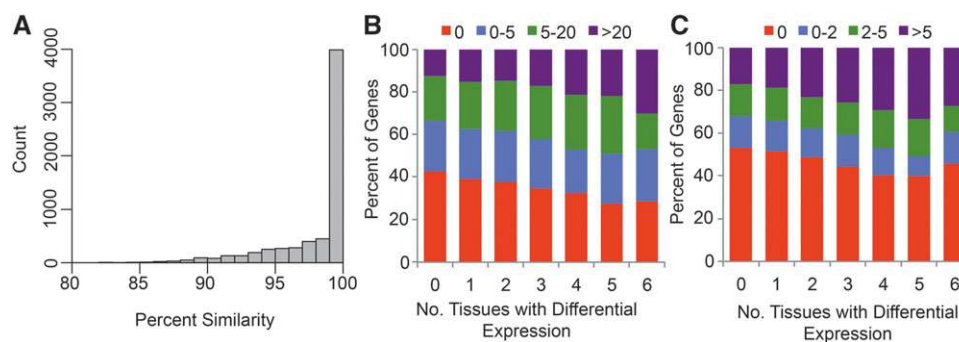 A
Count
4000
3000
2000
1000
0
80 85 90 95 100
Percent Similarity
B
0 0-5 5-20 >20
Percent of Genes
100
80
60
40
20
0
0 1 2 3 4 5 6
No. Tissues with Differential
Expression
C
0 0-2 2-5 >5
Percent of Genes
100
80
60
40
20
0
0 1 2 3 4 5 6
No. Tissues with Differential
Expression